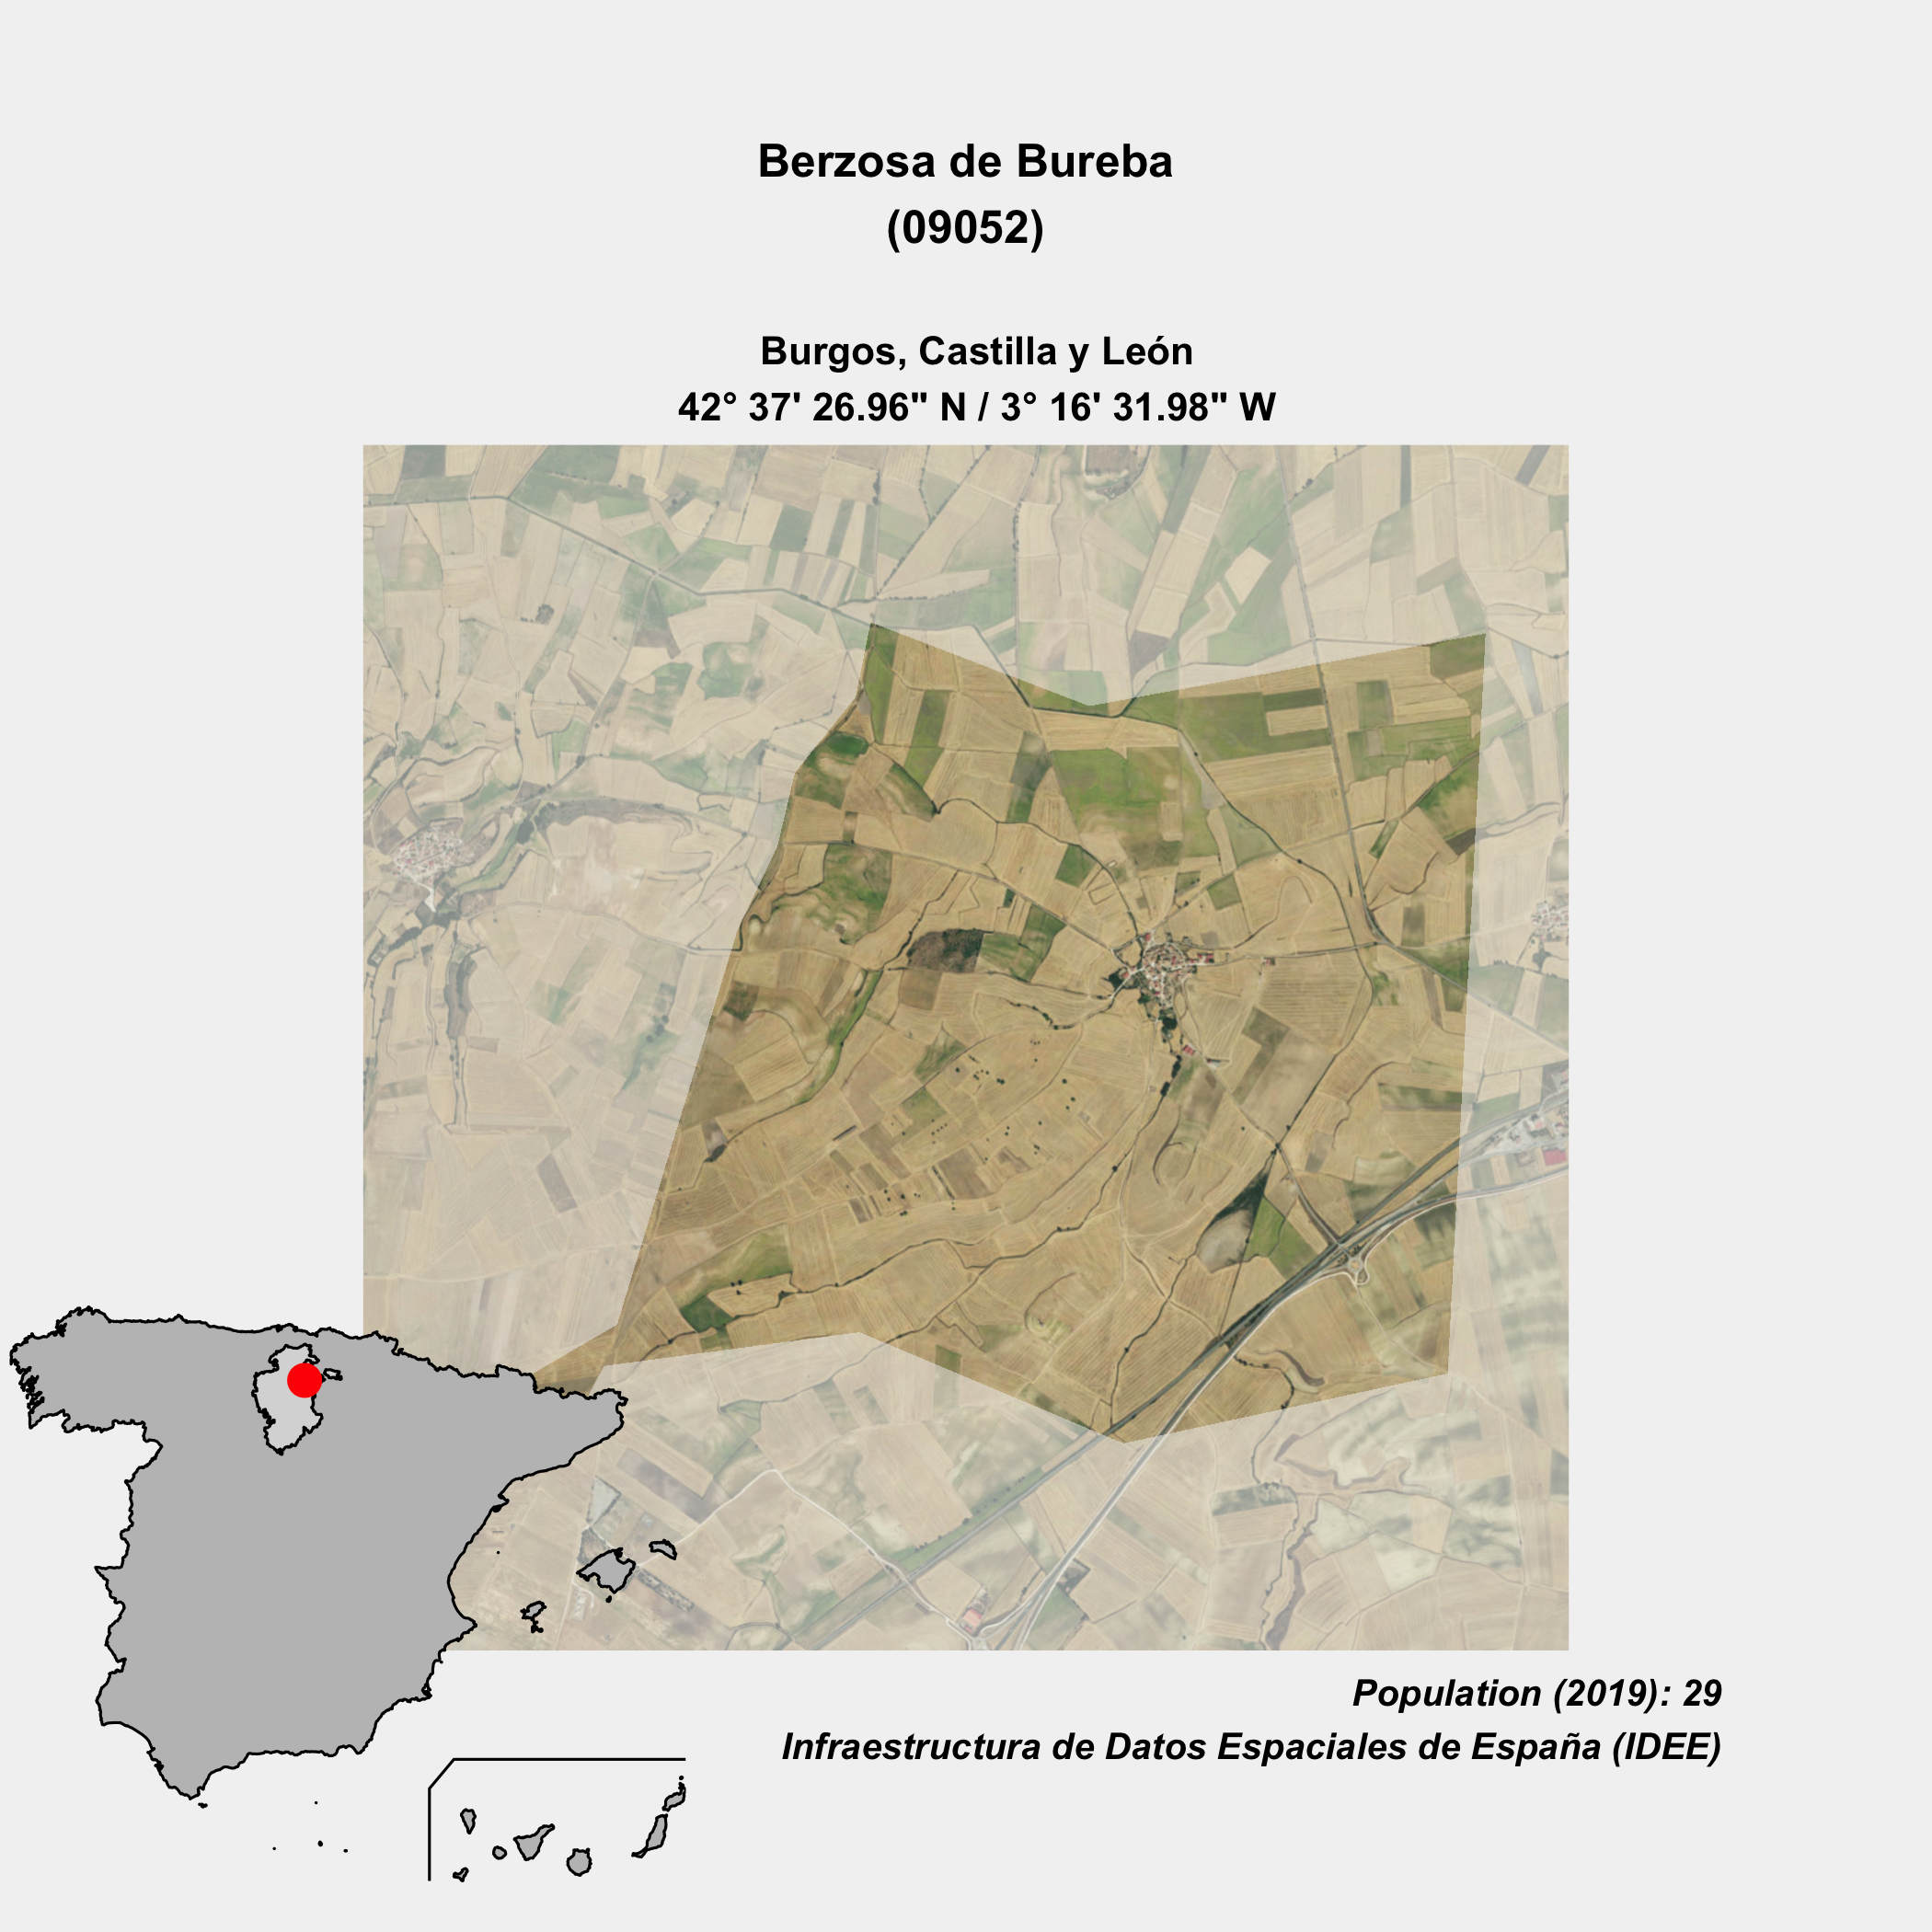 Berzosa de Bureba
(09052)
Burgos, Castilla y León
42° 37' 26.96" N / 3° 16' 31.98" W
Population (2019): 29
Infraestructura de Datos Espaciales de España (IDEE)